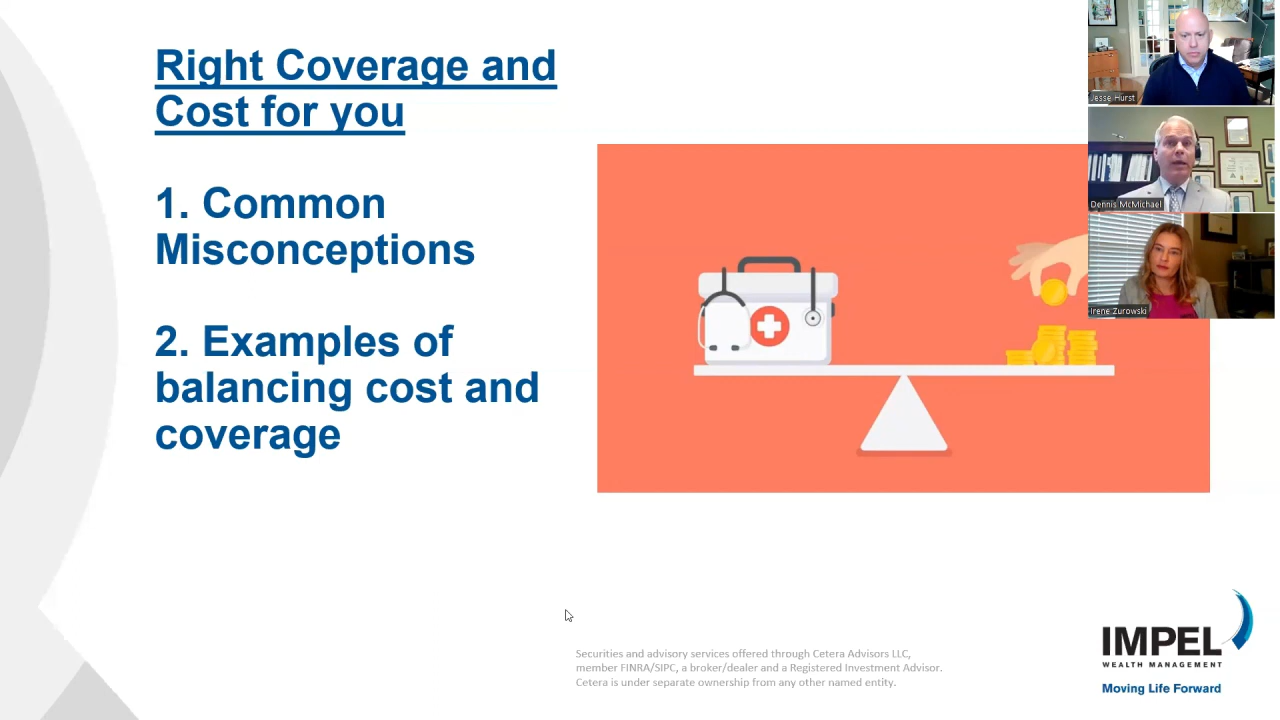 Right Coverage and
Cost for you
1. Common
Misconceptions
2. Examples of
balancing cost and
coverage
Jesse Hurst
Dennis McMichael
Irene Zurowski
Securities and advisory services offered through Cetera Advisors LLC,
member FINRA/SIPC, a broker/dealer and a Registered Investment Advisor.
Cetera is under separate ownership from any other named entity.
IMPEL
WEALTH MANAGEMENT
Moving Life Forward